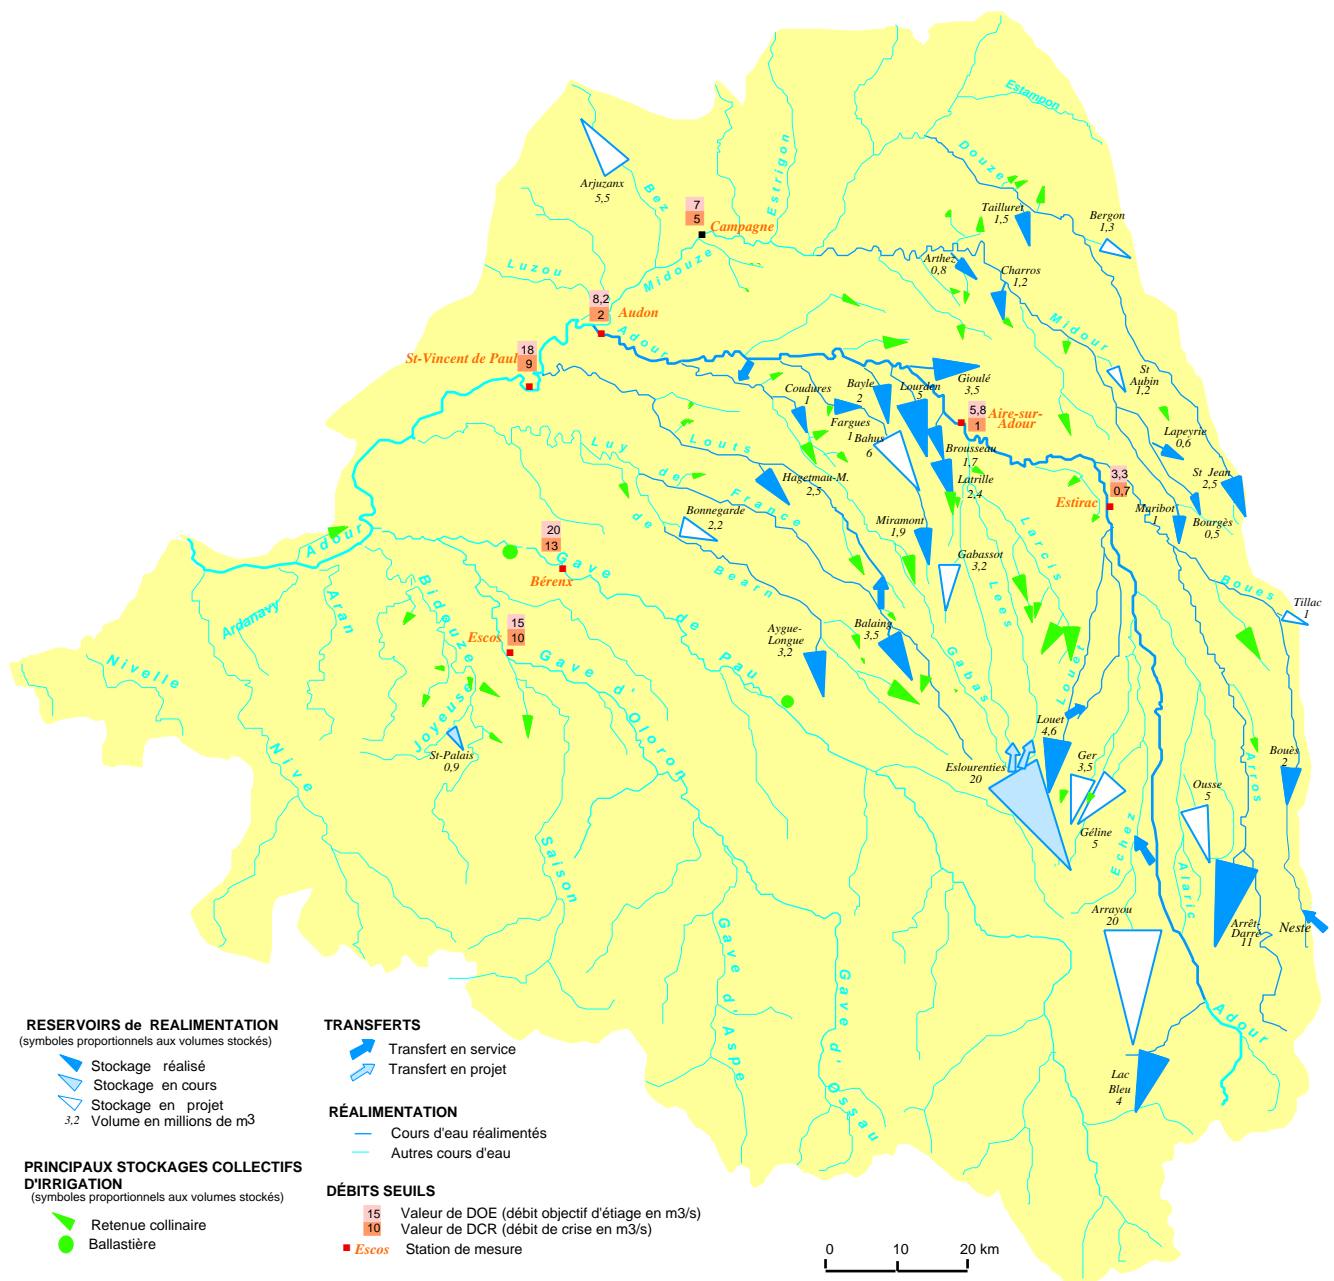 Estampon
Douze
Estrigon
Bez
Arjuzanx
5,5
7
5
Campagne
Tailluret
1,5
Bergon
1,3
Luzou
Midouze
Arthez
0,8
Charros
1,2
8,2
2
Audon
Adour
Midour
St-Vincent de Paul
18
9
St
Aubin
1,2
Coudures
1
Bayle
2
Lourden
5
Gioulé
3,5
Fargues
1
Bahus
6
5,8
1
Aire-sur-
Adour
Lapeyrie
0,6
Luy
de
France
Louts
Brousseau
1,7
Hagetmau-M.
2,5
Latrille
2,4
3,3
0,7
Estirac
St Jean
2,5
Maribot
1
Bourgès
0,5
Bonnegarde
2,2
Miramont
1,9
Gabassot
3,2
Larcis
Lees
20
13
Bérenx
Adour
Gave
de
Pau
de
Bearn
Boues
Tillac
1
Ardanavy
Aran
Bidouze
15
10
Escos
Gave d'
Oloron
Aygue-
Longue
3,2
Balaing
3,5
Gabas
Louet
Nivelle
Nive
Joyeuse
St-Palais
0,9
Louet
4,6
Ger
3,5
Eslourenties
20
Géline
5
Arros
Bouès
2
Ousse
5
Echez
Alaric
Saison
Arrayou
20
Arrêt-
Darré
11
Neste
Gave d' Aspe
Gave d' Ossau
Adour
Lac
Bleu
4
RESERVOIRS de REALIMENTATION
(symboles proportionnels aux volumes stockés)
Stockage réalisé
Stockage en cours
Stockage en projet
3,2 Volume en millions de m3
PRINCIPAUX STOCKAGES COLLECTIFS
D'IRRIGATION
(symboles proportionnels aux volumes stockés)
Retenue collinaire
Ballastière
TRANSFERTS
Transfert en service
Transfert en projet
RÉALIMENTATION
Cours d'eau réalimentés
Autres cours d'eau
DÉBITS SEUILS
15 Valeur de DOE (débit objectif d'étiage en m3/s)
10 Valeur de DCR (débit de crise en m3/s)
Escos Station de mesure
0 10 20 km